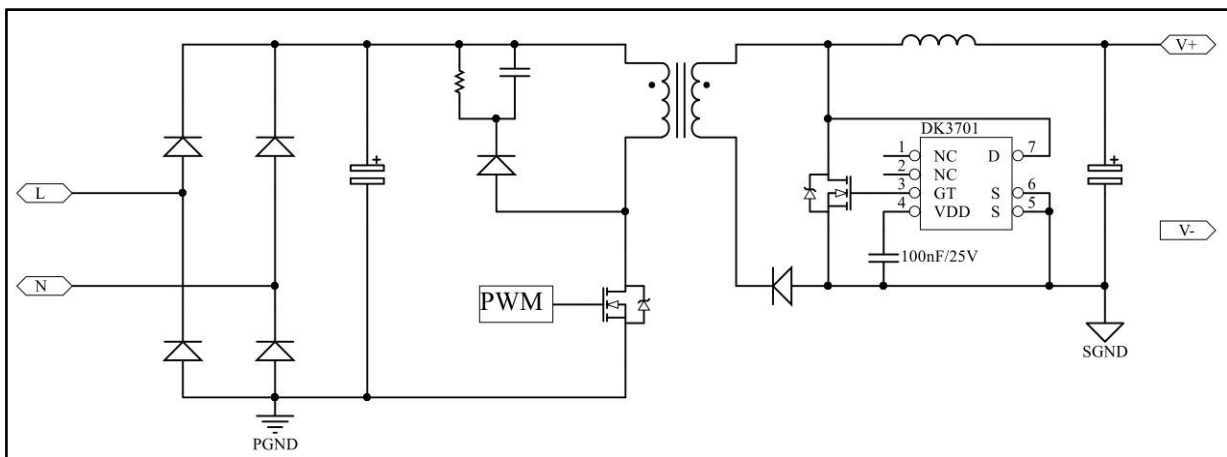 V+
DK3701
1 NC D 7
2 NC
3 GT S 6
4 VDD S 5
L
V-
100nF/25V
N
PWM
SGND
PGND